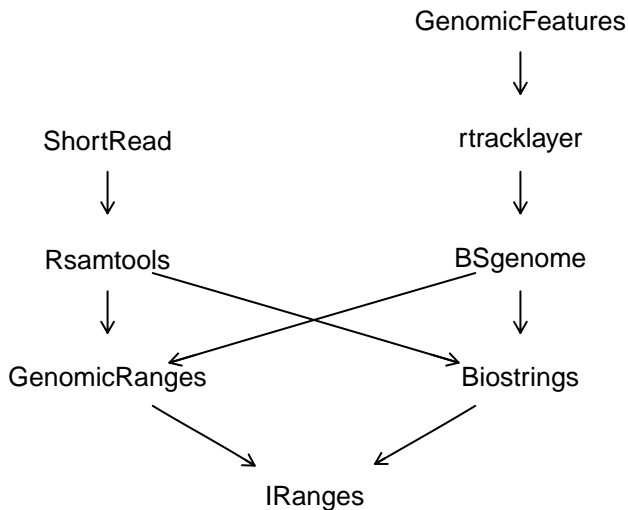 GenomicFeatures
ShortRead
rtracklayer
Rsamtools
BSgenome
GenomicRanges
Biostrings
IRanges